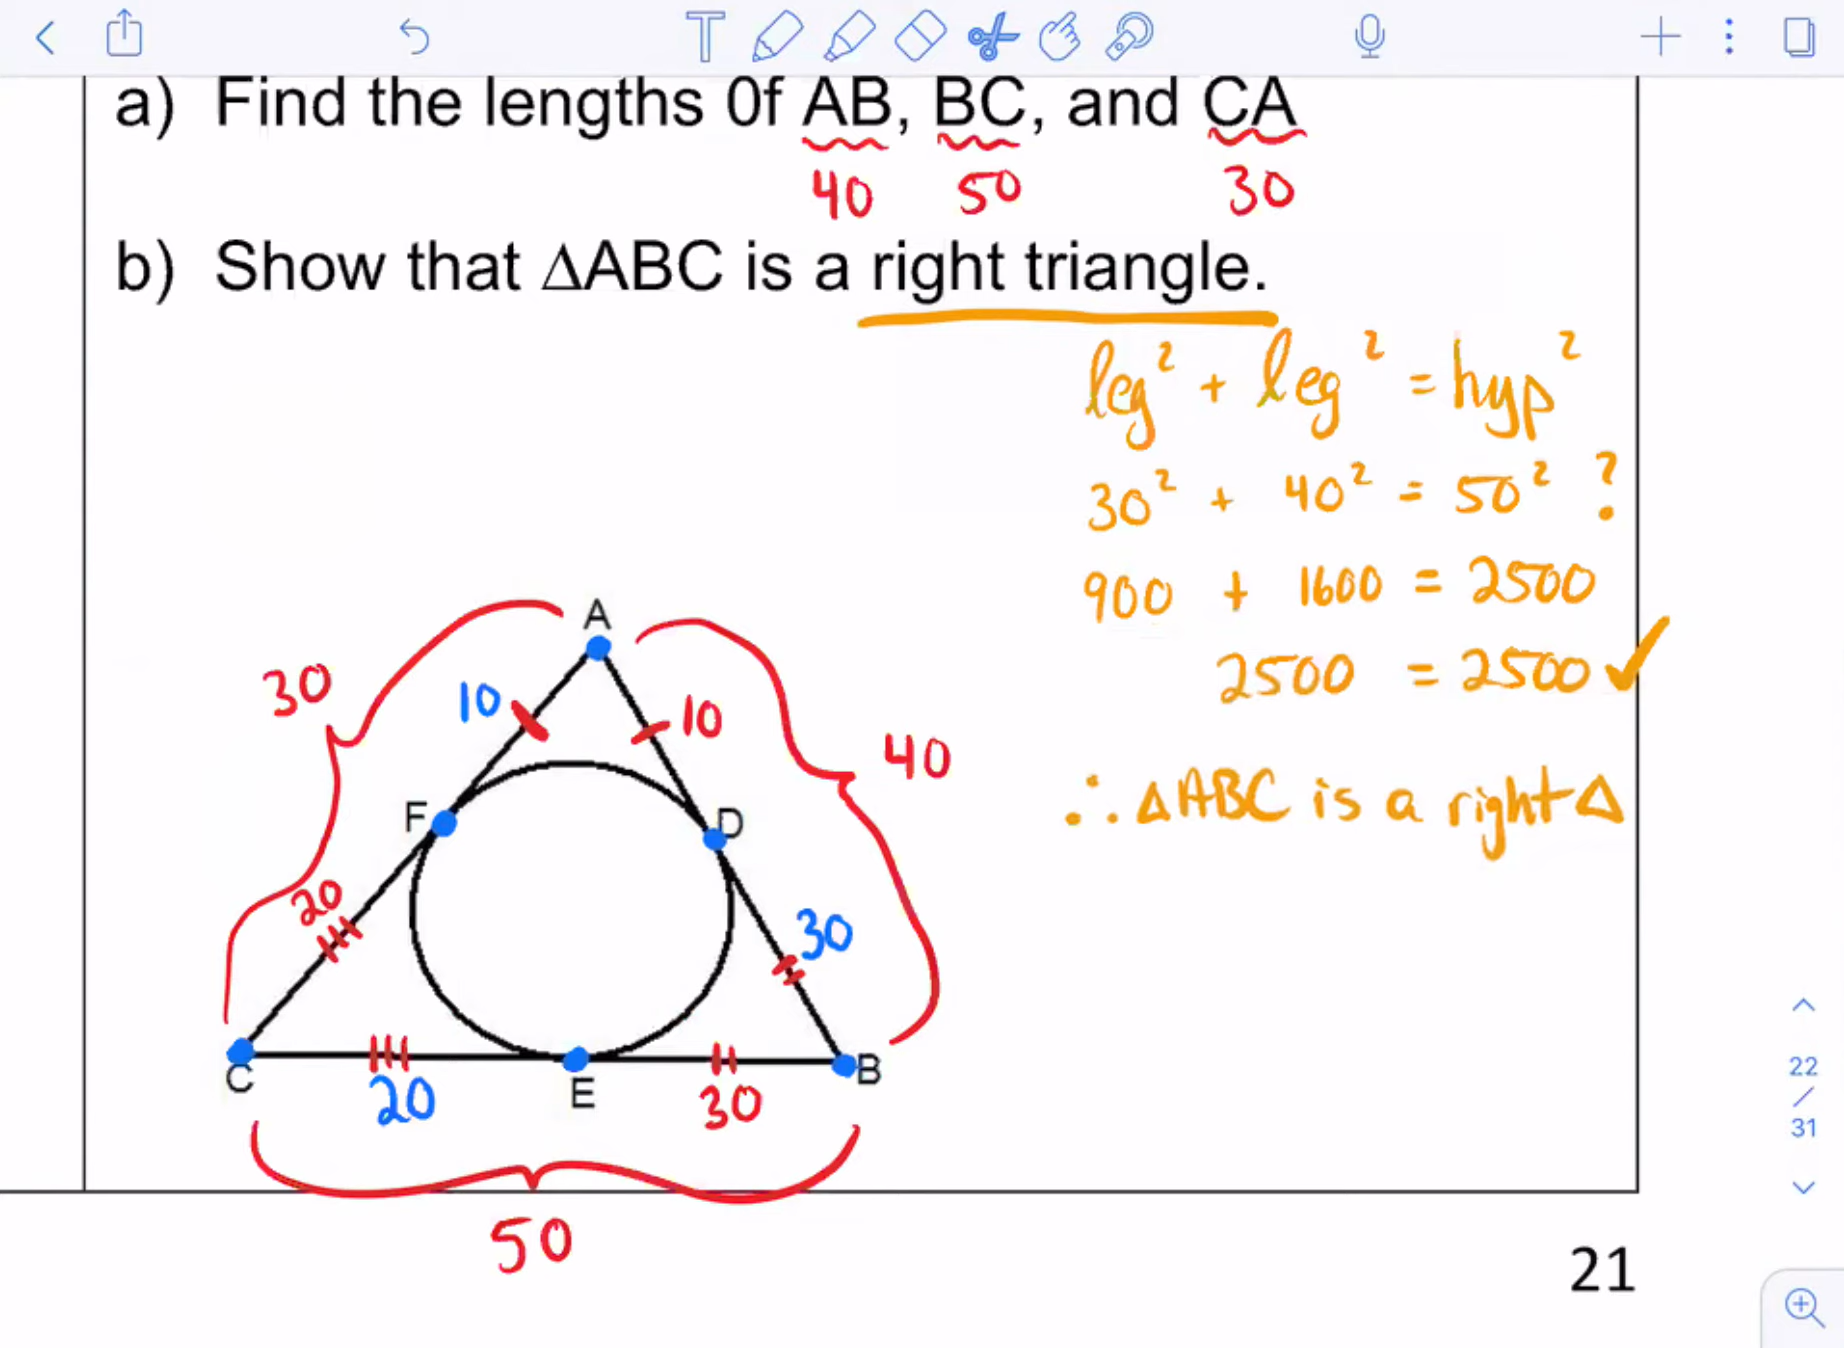 a) Find the lengths 0f AB, BC, and CA
40 50 30
b) Show that ΔABC is a right triangle.
leg² + leg² = hyp²
30² + 40² = 50² ?
900 + 1600 = 2500
2500 = 2500 ✓
∴ ΔABC is a right Δ
A
30
10
10
40
F
D
20
30
C
B
20
E
30
50
22
/
31
21